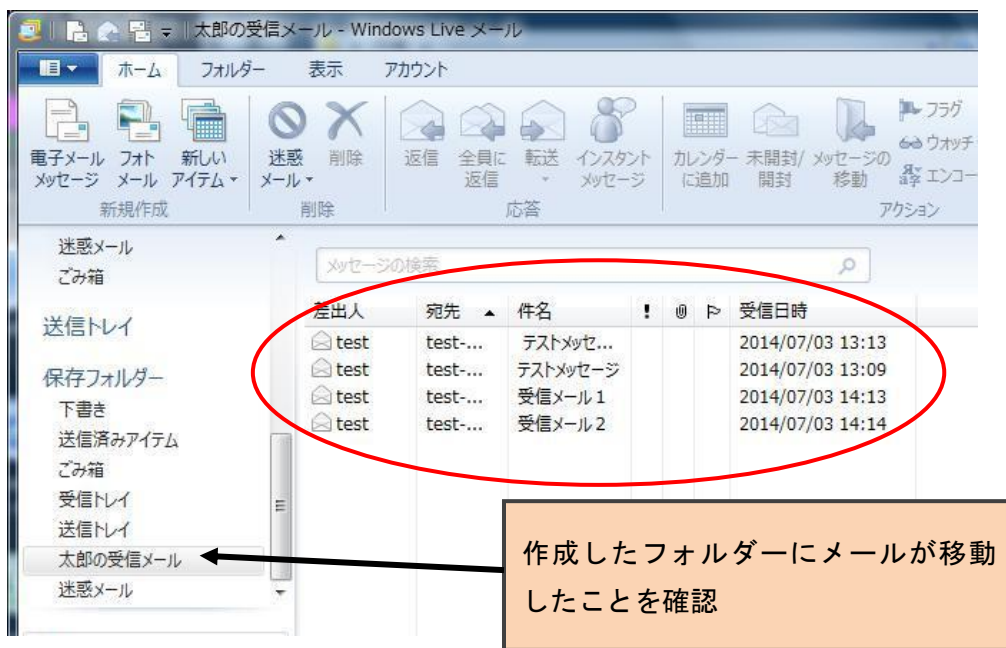 太郎の受信メール - Windows Live メール
ホーム フォルダー 表示 アカウント
電子メール メッセージ
フォト メール
新しい アイテム
迷惑 メール
削除
返信
全員に 返信
転送
インスタント メッセージ
カレンダー に追加
未開封/ 開封
メッセージの 移動
フラグ
ウォッチ
エンコー
新規作成 削除 応答 アクション
迷惑メール
ごみ箱
送信トレイ
保存フォルダー
下書き
送信済みアイテム
ごみ箱
受信トレイ
送信トレイ
太郎の受信メール
迷惑メール
メッセージの検索
差出人 宛先 件名 ! 受信日時
test test-... テストメッセ... 2014/07/03 13:13
test test-... テストメッセージ 2014/07/03 13:09
test test-... 受信メール1 2014/07/03 14:13
test test-... 受信メール2 2014/07/03 14:14
作成したフォルダーにメールが移動
したことを確認